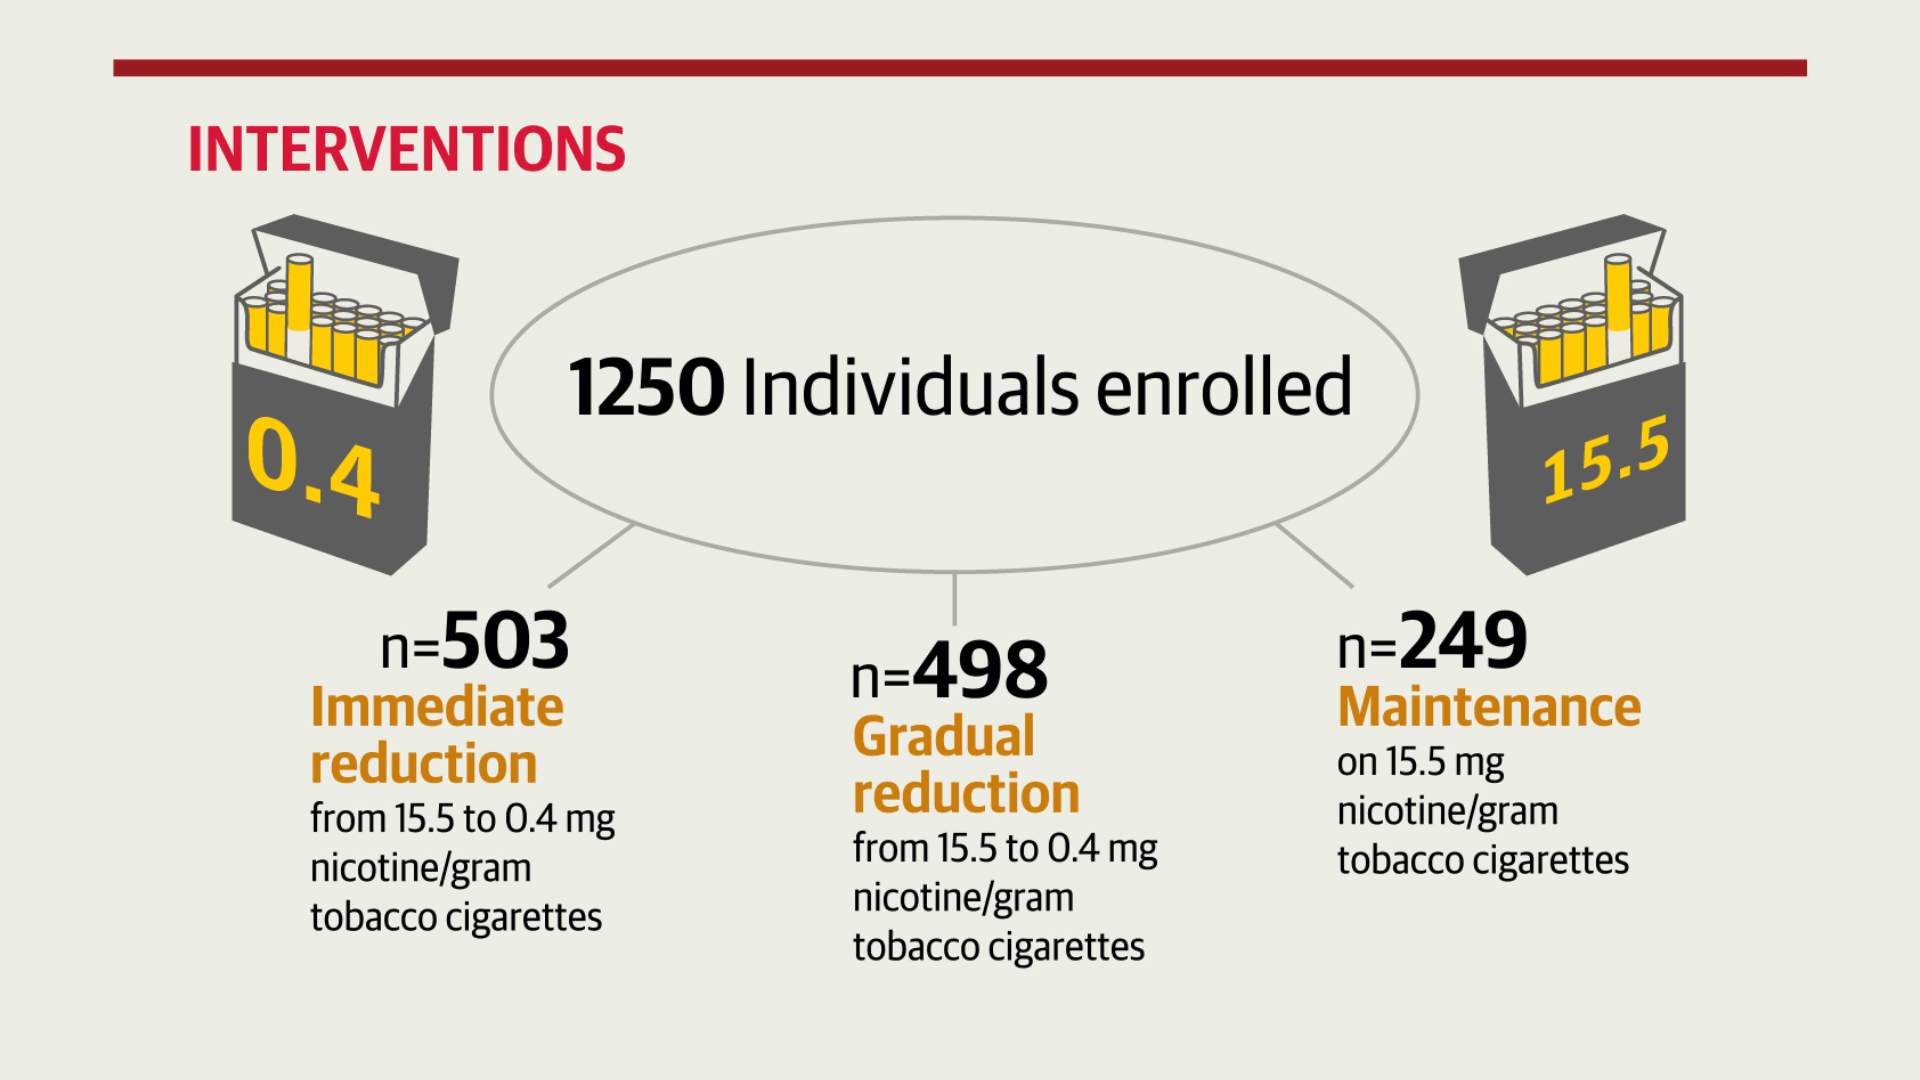 INTERVENTIONS
0.4
1250 Individuals enrolled
15.5
n=503
Immediate
reduction
from 15.5 to 0.4 mg
nicotine/gram
tobacco cigarettes
n=498
Gradual
reduction
from 15.5 to 0.4 mg
nicotine/gram
tobacco cigarettes
n=249
Maintenance
on 15.5 mg
nicotine/gram
tobacco cigarettes